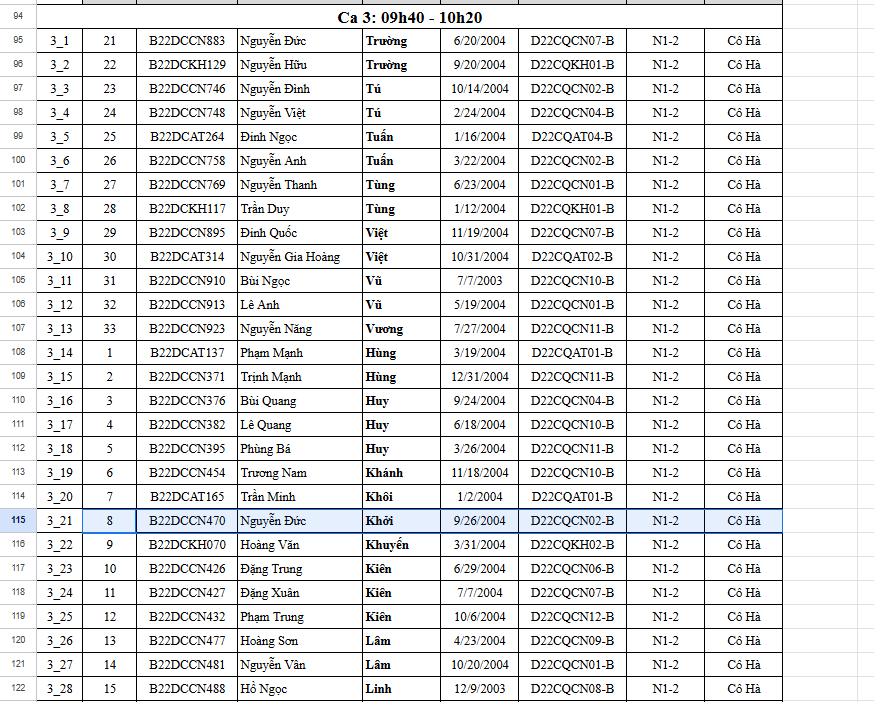 94 Ca 3: 09h40 - 10h20
95 3_1 21 B22DCCN883 Nguyễn Đức Trường 6/20/2004 D22CQCN07-B N1-2 Cô Hà
96 3_2 22 B22DCKH129 Nguyễn Hữu Trường 9/20/2004 D22CQKH01-B N1-2 Cô Hà
97 3_3 23 B22DCCN746 Nguyễn Đình Tú 10/14/2004 D22CQCN02-B N1-2 Cô Hà
98 3_4 24 B22DCCN748 Nguyễn Việt Tú 2/24/2004 D22CQCN04-B N1-2 Cô Hà
99 3_5 25 B22DCAT264 Đinh Ngọc Tuấn 1/16/2004 D22CQAT04-B N1-2 Cô Hà
100 3_6 26 B22DCCN758 Nguyễn Anh Tuấn 3/22/2004 D22CQCN02-B N1-2 Cô Hà
101 3_7 27 B22DCCN769 Nguyễn Thanh Tùng 6/23/2004 D22CQCN01-B N1-2 Cô Hà
102 3_8 28 B22DCKH117 Trần Duy Tùng 1/12/2004 D22CQKH01-B N1-2 Cô Hà
103 3_9 29 B22DCCN895 Đinh Quốc Việt 11/19/2004 D22CQCN07-B N1-2 Cô Hà
104 3_10 30 B22DCAT314 Nguyễn Gia Hoàng Việt 10/31/2004 D22CQAT02-B N1-2 Cô Hà
105 3_11 31 B22DCCN910 Bùi Ngọc Vũ 7/7/2003 D22CQCN10-B N1-2 Cô Hà
106 3_12 32 B22DCCN913 Lê Anh Vũ 5/19/2004 D22CQCN01-B N1-2 Cô Hà
107 3_13 33 B22DCCN923 Nguyễn Năng Vương 7/27/2004 D22CQCN11-B N1-2 Cô Hà
108 3_14 1 B22DCAT137 Phạm Mạnh Hùng 3/19/2004 D22CQAT01-B N1-2 Cô Hà
109 3_15 2 B22DCCN371 Trịnh Mạnh Hùng 12/31/2004 D22CQCN11-B N1-2 Cô Hà
110 3_16 3 B22DCCN376 Bùi Quang Huy 9/24/2004 D22CQCN04-B N1-2 Cô Hà
111 3_17 4 B22DCCN382 Lê Quang Huy 6/18/2004 D22CQCN10-B N1-2 Cô Hà
112 3_18 5 B22DCCN395 Phùng Bá Huy 3/26/2004 D22CQCN11-B N1-2 Cô Hà
113 3_19 6 B22DCCN454 Trương Nam Khánh 11/18/2004 D22CQCN10-B N1-2 Cô Hà
114 3_20 7 B22DCAT165 Trần Minh Khôi 1/2/2004 D22CQAT01-B N1-2 Cô Hà
115 3_21 8 B22DCCN470 Nguyễn Đức Khởi 9/26/2004 D22CQCN02-B N1-2 Cô Hà
116 3_22 9 B22DCKH070 Hoàng Văn Khuyến 3/31/2004 D22CQKH02-B N1-2 Cô Hà
117 3_23 10 B22DCCN426 Đặng Trung Kiên 6/29/2004 D22CQCN06-B N1-2 Cô Hà
118 3_24 11 B22DCCN427 Đặng Xuân Kiên 7/7/2004 D22CQCN07-B N1-2 Cô Hà
119 3_25 12 B22DCCN432 Phạm Trung Kiên 10/6/2004 D22CQCN12-B N1-2 Cô Hà
120 3_26 13 B22DCCN477 Hoàng Sơn Lâm 4/23/2004 D22CQCN09-B N1-2 Cô Hà
121 3_27 14 B22DCCN481 Nguyễn Văn Lâm 10/20/2004 D22CQCN01-B N1-2 Cô Hà
122 3_28 15 B22DCCN488 Hồ Ngọc Linh 12/9/2003 D22CQCN08-B N1-2 Cô Hà